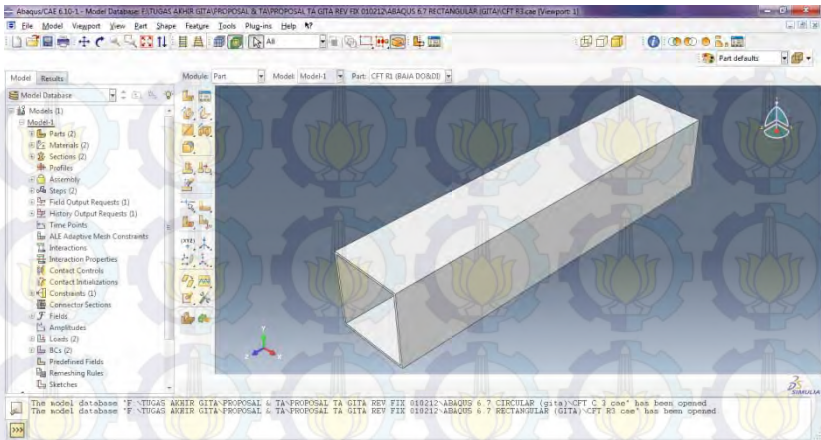 Abaqus/CAE 6.10-1 - Model Database: F:\TUGAS AKHIR GITA\PROPOSAL & TA\PROPOSAL TA GITA REV FIX 010212\ABAQUS 6.7 RECTANGULAR (GITA)\CFT R3.cae [Viewport: 1]
File Model Viewport View Part Shape Feature Tools Plug-ins Help
All
Part defaults
Model Results Module: Part Model: Model-1 Part: CFT R1 (BAJA DO&DI)
Model Database
Models (1)
Model-1
Parts (2)
Materials (2)
Sections (2)
Profiles
Assembly
Steps (2)
Field Output Requests (1)
History Output Requests (1)
Time Points
ALE Adaptive Mesh Constraints
Interactions
Interaction Properties
Contact Controls
Contact Initializations
Constraints (1)
Connector Sections
Fields
Amplitudes
Loads (2)
BCs (2)
Predefined Fields
Remeshing Rules
Sketches
(XYZ)
Y
Z X
SIMULIA
The model database "F:\TUGAS AKHIR GITA\PROPOSAL & TA\PROPOSAL TA GITA REV FIX 010212\ABAQUS 6.7 CIRCULAR (gita)\CFT C 3.cae" has been opened
The model database "F:\TUGAS AKHIR GITA\PROPOSAL & TA\PROPOSAL TA GITA REV FIX 010212\ABAQUS 6.7 RECTANGULAR (GITA)\CFT R3.cae" has been opened
>>>